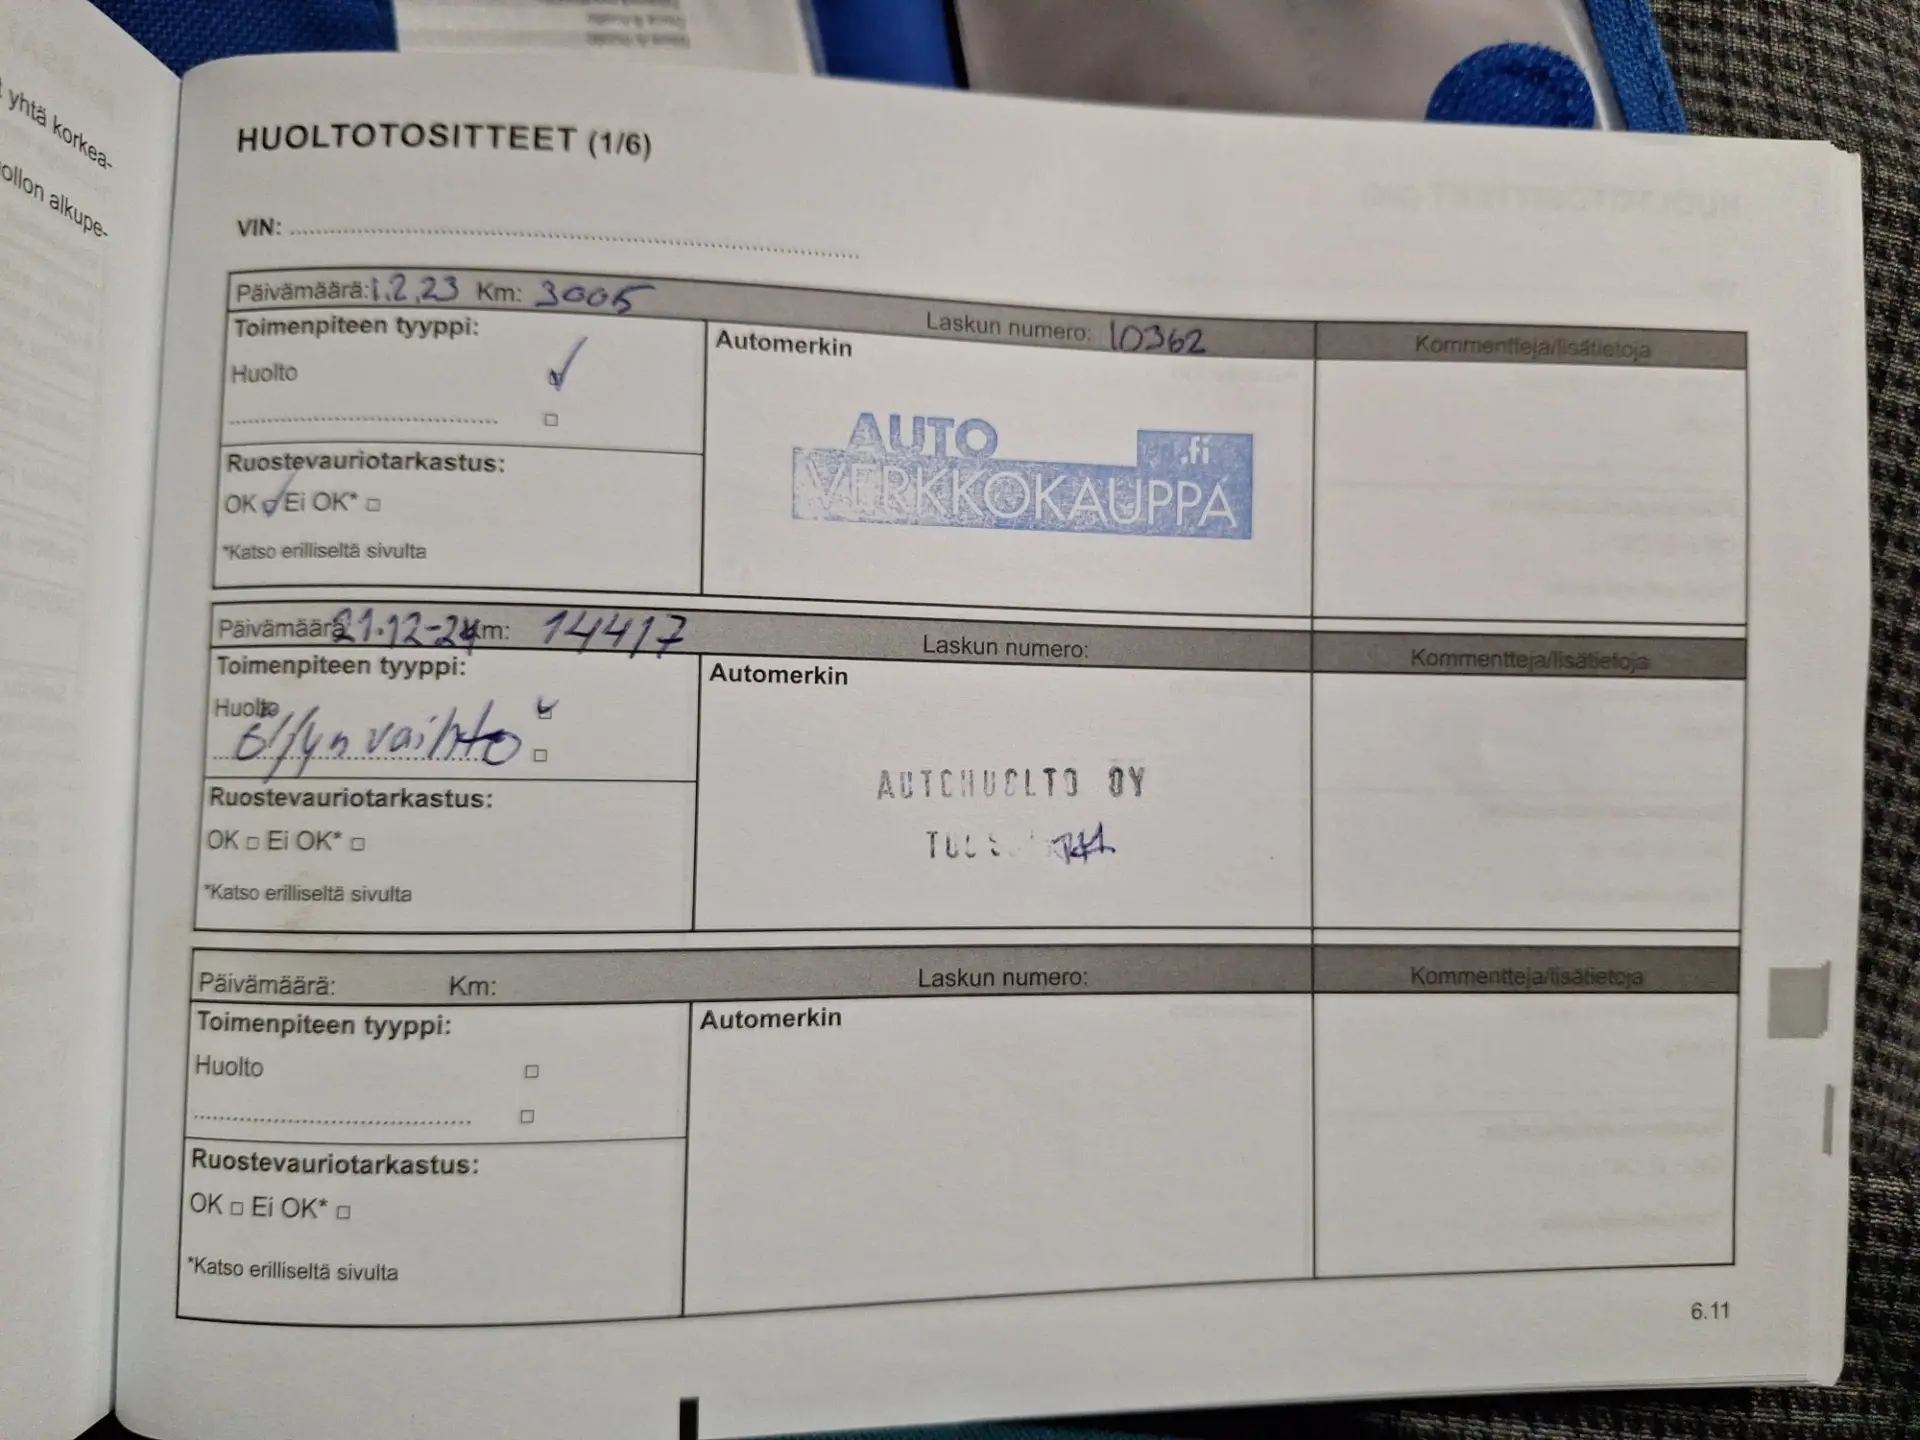 yhtä korkea-
ollon alkupe-
HUOLTOTOSITTEET (1/6)
VIN:
Päivämäärä: 1.2.23 Km: 3005
Laskun numero: 10362
Kommentteja/lisätietoja
Toimenpiteen tyyppi:
Huolto
Automerkin
AUTO
.fi
VERKKOKAUPPA
Ruostevauriotarkastus:
OK Ei OK*
*Katso erilliseltä sivulta
Päivämäärä 21.12-24 Km: 14417
Laskun numero:
Kommentteja/lisätietoja
Toimenpiteen tyyppi:
Huolto
öljyn vaihto
Automerkin
AUTOHUOLTO OY
Ruostevauriotarkastus:
OK Ei OK*
*Katso erilliseltä sivulta
Päivämäärä: Km:
Laskun numero:
Kommentteja/lisätietoja
Toimenpiteen tyyppi:
Huolto
Automerkin
Ruostevauriotarkastus:
OK Ei OK*
*Katso erilliseltä sivulta
6.11